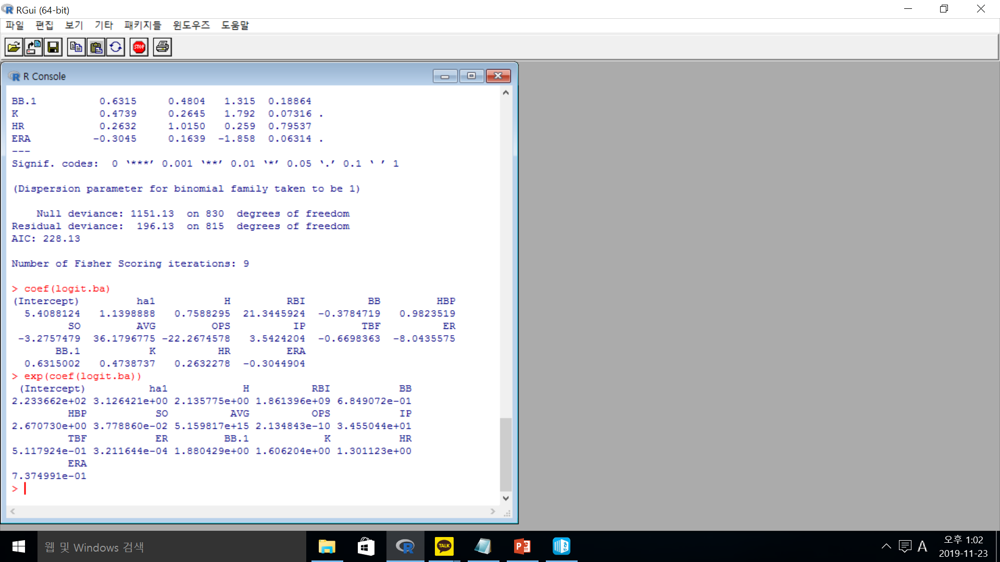 RGui (64-bit)
파일 편집 보기 기타 패키지들 윈도우즈 도움말
STOP
R Console
BB.1 0.6315 0.4804 1.315 0.18864
K 0.4739 0.2645 1.792 0.07316 .
HR 0.2632 1.0150 0.259 0.79537
ERA -0.3045 0.1639 -1.858 0.06314 .
---
Signif. codes: 0 ‘***’ 0.001 ‘**’ 0.01 ‘*’ 0.05 ‘.’ 0.1 ‘ ’ 1
(Dispersion parameter for binomial family taken to be 1)
Null deviance: 1151.13 on 830 degrees of freedom
Residual deviance: 196.13 on 815 degrees of freedom
AIC: 228.13
Number of Fisher Scoring iterations: 9
> coef(logit.ba)
(Intercept) ha1 H RBI BB HBP
5.4088124 1.1398888 0.7588295 21.3445924 -0.3784719 0.9823519
SO AVG OPS IP TBF ER
-3.2757479 36.1796775 -22.2674578 3.5424204 -0.6698363 -8.0435575
BB.1 K HR ERA
0.6315002 0.4738737 0.2632278 -0.3044904
> exp(coef(logit.ba))
(Intercept) ha1 H RBI BB
2.233662e+02 3.126421e+00 2.135775e+00 1.861396e+09 6.849072e-01
HBP SO AVG OPS IP
2.670730e+00 3.778860e-02 5.159817e+15 2.134843e-10 3.455044e+01
TBF ER BB.1 K HR
5.117924e-01 3.211644e-04 1.880429e+00 1.606204e+00 1.301123e+00
ERA
7.374991e-01
>
웹 및 Windows 검색
TALK
A
오후 1:02
2019-11-23